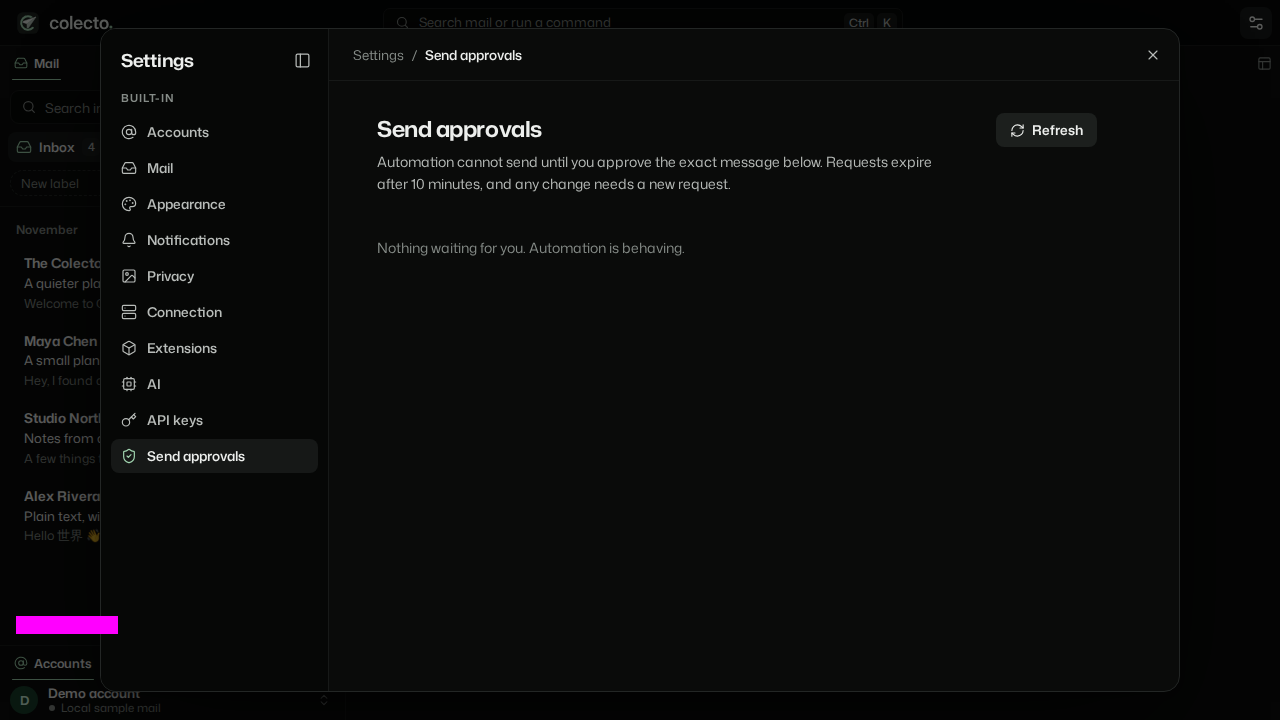 colecto.
Search mail or run a command
Ctrl K
Mail
Search in
Inbox 4
New label
November
The Colecto
A quieter pla
Welcome to C
Maya Chen
A small plan
Hey, I found a
Studio North
Notes from a
A few things t
Alex Rivera
Plain text, wi
Hello 世界 👋
Accounts
D
Demo account
Local sample mail
Settings
BUILT-IN
Accounts
Mail
Appearance
Notifications
Privacy
Connection
Extensions
AI
API keys
Send approvals
Settings / Send approvals
Send approvals
Refresh
Automation cannot send until you approve the exact message below. Requests expire
after 10 minutes, and any change needs a new request.
Nothing waiting for you. Automation is behaving.